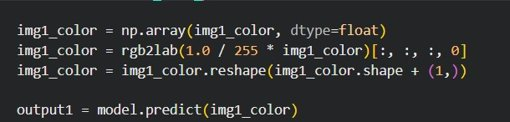 img1_color = np.array(img1_color, dtype=float)
img1_color = rgb2lab(1.0 / 255 * img1_color)[:, :, :, 0]
img1_color = img1_color.reshape(img1_color.shape + (1,))
output1 = model.predict(img1_color)